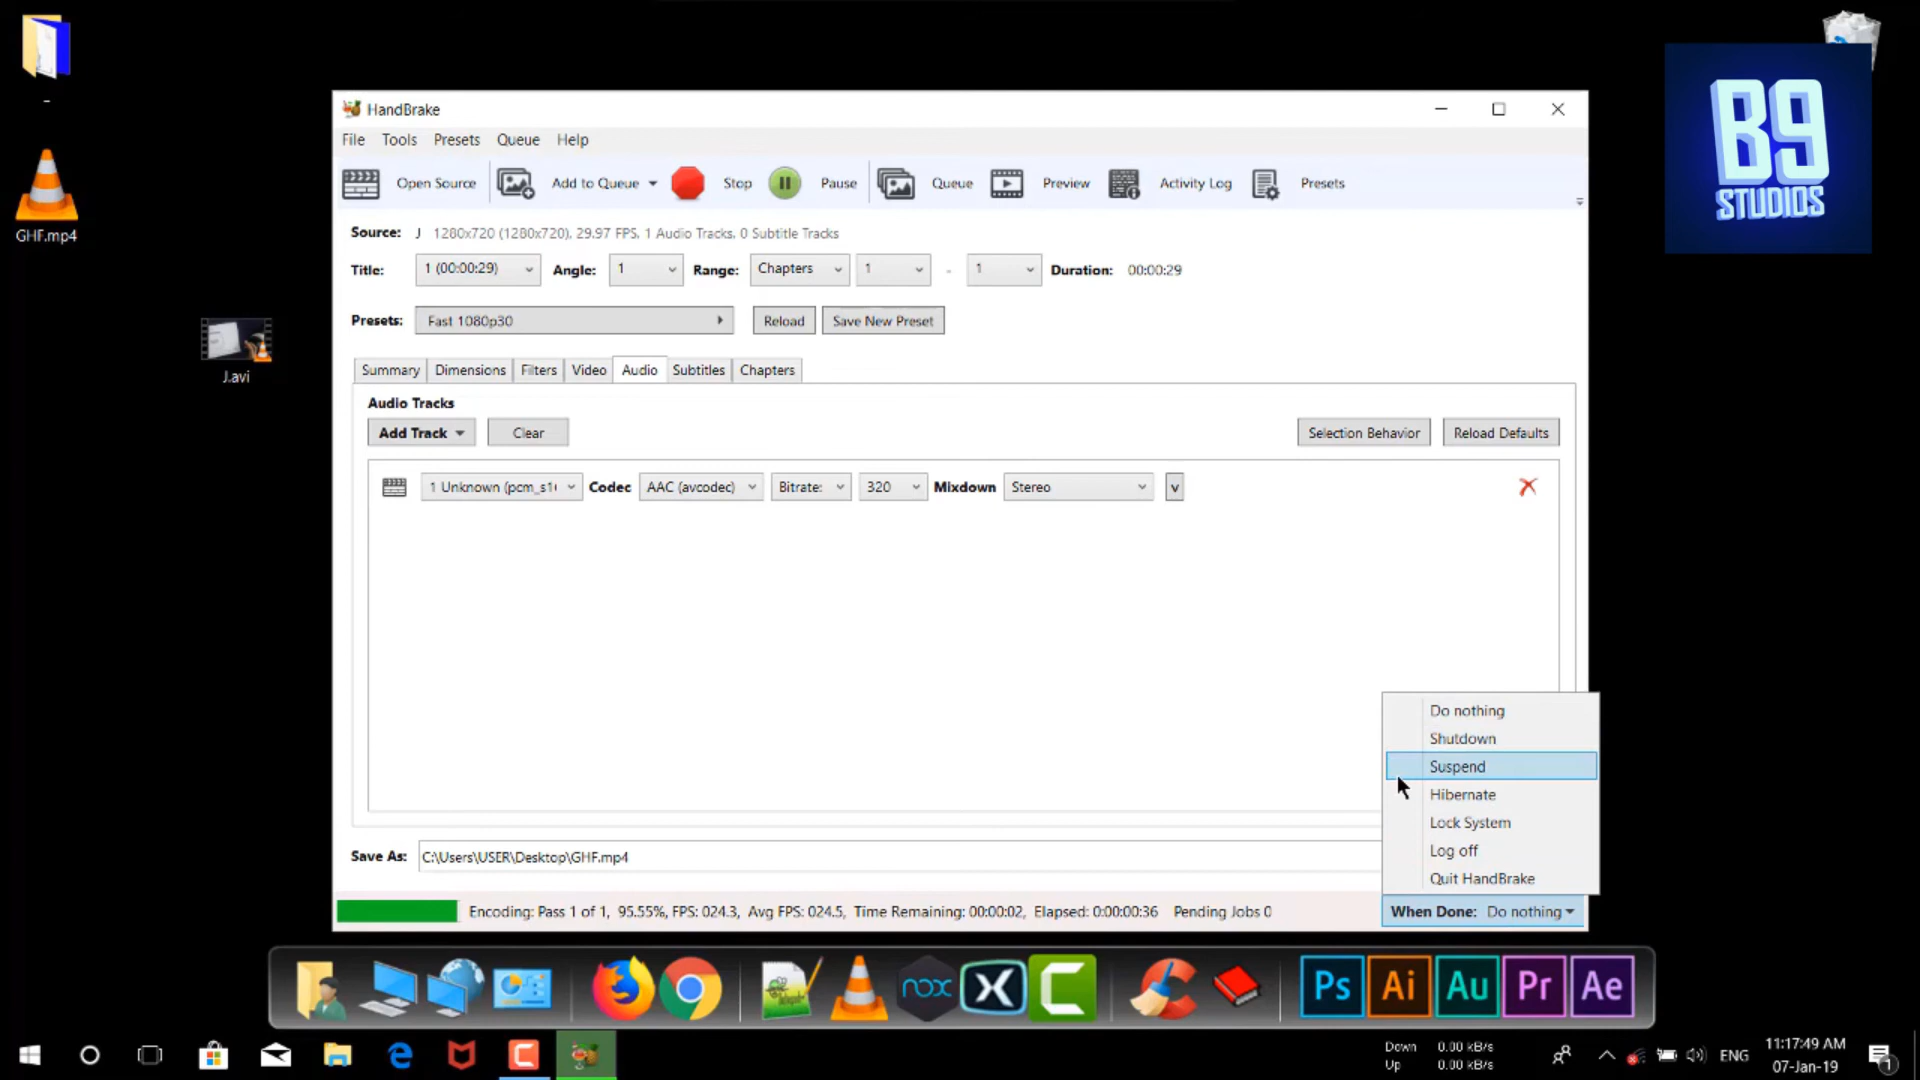 -
GHF.mp4
J.avi
B9
STUDIOS
HandBrake
File Tools Presets Queue Help
Open Source Add to Queue Stop Pause Queue Preview Activity Log Presets
Source: J 1280x720 (1280x720), 29.97 FPS, 1 Audio Tracks, 0 Subtitle Tracks
Title: 1 (00:00:29) Angle: 1 Range: Chapters 1 - 1 Duration: 00:00:29
Presets: Fast 1080p30 Reload Save New Preset
Summary Dimensions Filters Video Audio Subtitles Chapters
Audio Tracks
Add Track Clear Selection Behavior Reload Defaults
1 Unknown (pcm_s1 Codec AAC (avcodec) Bitrate: 320 Mixdown Stereo v
Do nothing
Shutdown
Suspend
Hibernate
Lock System
Log off
Quit HandBrake
Save As: C:\Users\USER\Desktop\GHF.mp4
Encoding: Pass 1 of 1, 95.55%, FPS: 024.3, Avg FPS: 024.5, Time Remaining: 00:00:02, Elapsed: 0:00:00:36 Pending Jobs 0
When Done: Do nothing
nox X C Ps Ai Au Pr Ae
Down 0.00 kB/s
Up 0.00 kB/s
ENG
11:17:49 AM
07-Jan-19
1